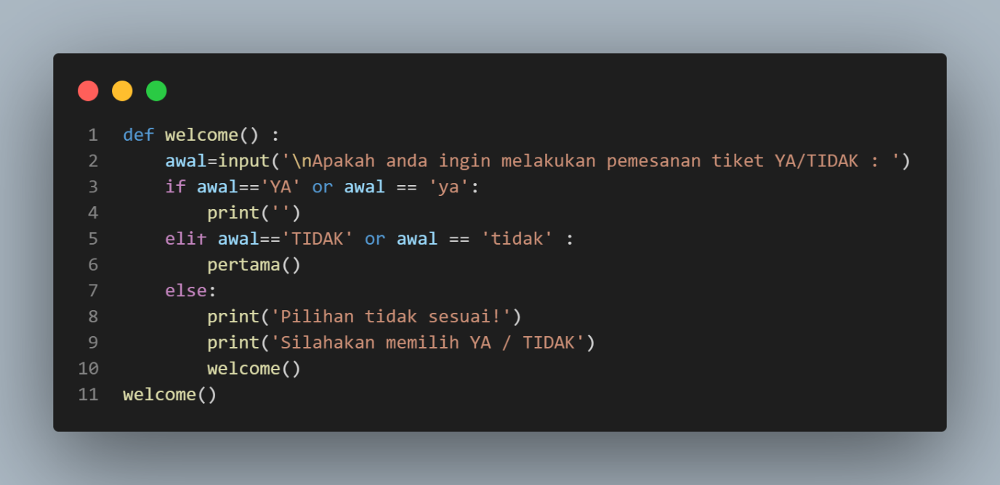 1 def welcome() :
2     awal=input('\nApakah anda ingin melakukan pemesanan tiket YA/TIDAK : ')
3     if awal=='YA' or awal == 'ya':
4         print('')
5     elif awal=='TIDAK' or awal == 'tidak' :
6         pertama()
7     else:
8         print('Pilihan tidak sesuai!')
9         print('Silahakan memilih YA / TIDAK')
10         welcome()
11 welcome()